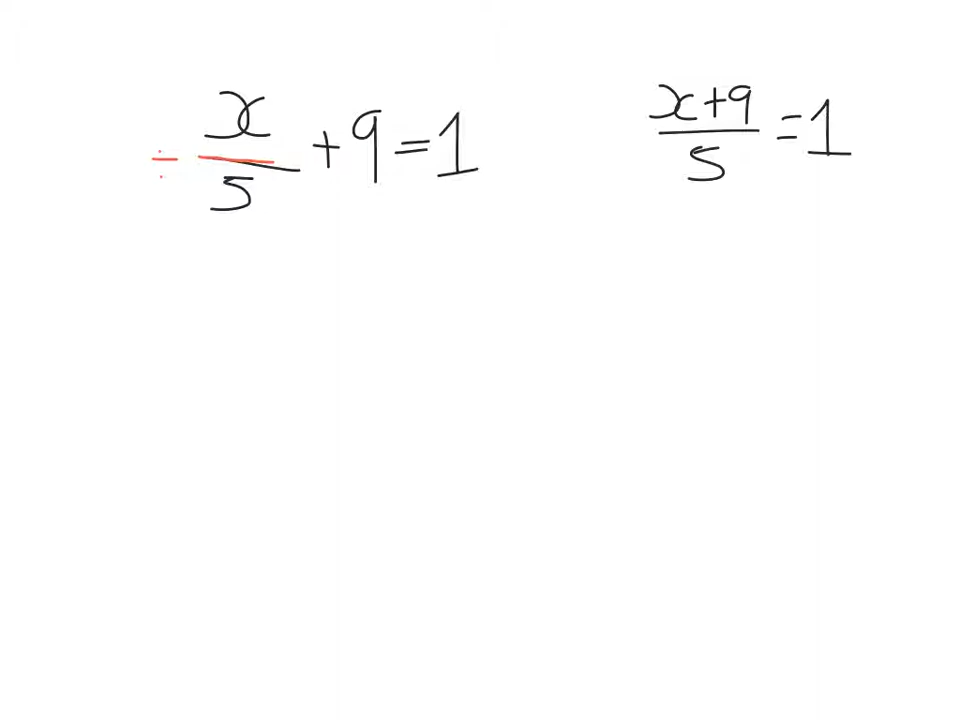 ÷ x/5 + 9 = 1
(x+9)/5 = 1